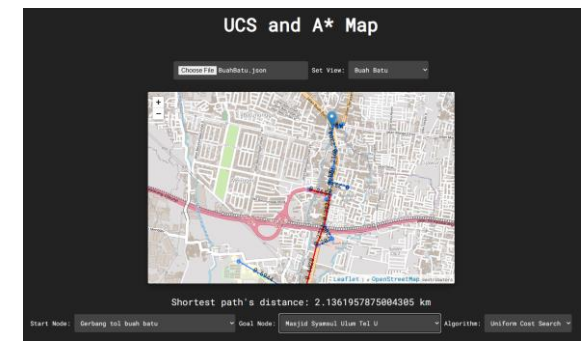 UCS and A* Map
Choose File BuahBatu.json Set View: Buah Batu
+
−
Leaflet | © OpenStreetMap contributors
Shortest path's distance: 2.1361957875004305 km
Start Node: Gerbang tol buah batu Goal Node: Masjid Syamsul Ulum Tel U Algorithm: Uniform Cost Search